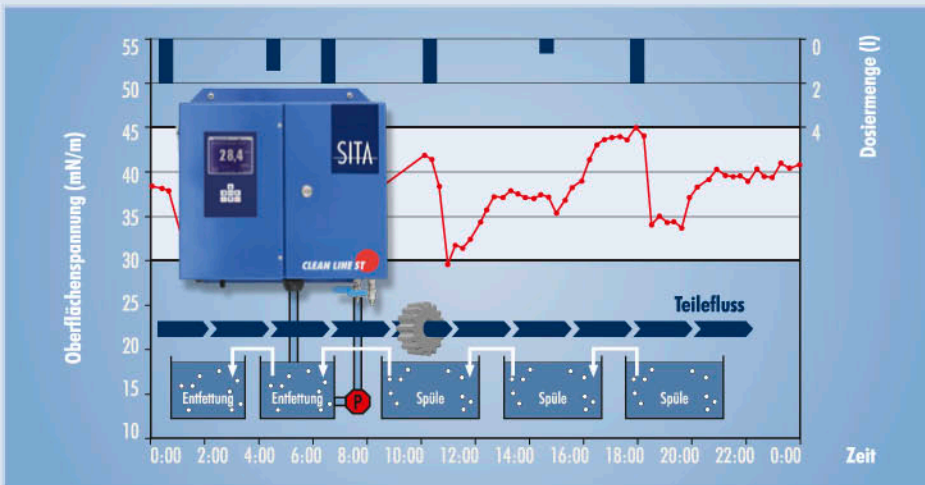 Oberflächenspannung (mN/m)
55
50
45
40
35
30
25
20
15
10
0
2
4
Dosiermenge (l)
28,4
SITA
CLEAN LINE ST
Teilefluss
Entfettung
Entfettung
P
Spüle
Spüle
Spüle
0:00 2:00 4:00 6:00 8:00 10:00 12:00 14:00 16:00 18:00 20:00 22:00 0:00 Zeit